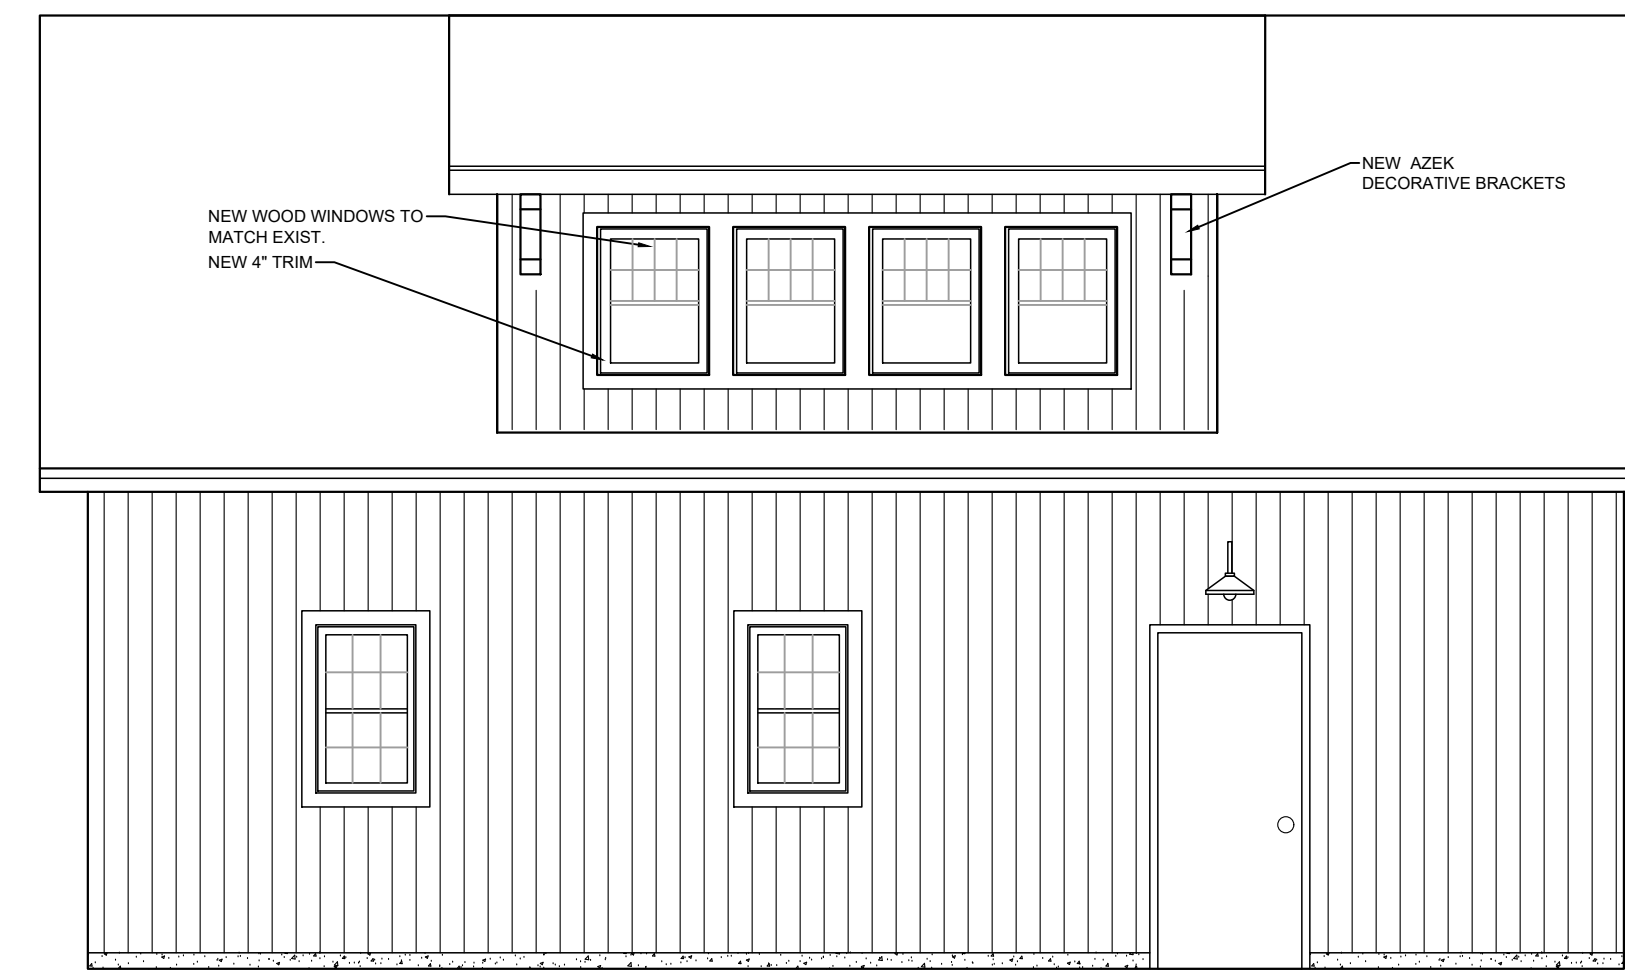 NEW WOOD WINDOWS TO
MATCH EXIST.
NEW 4" TRIM
NEW AZEK
DECORATIVE BRACKETS